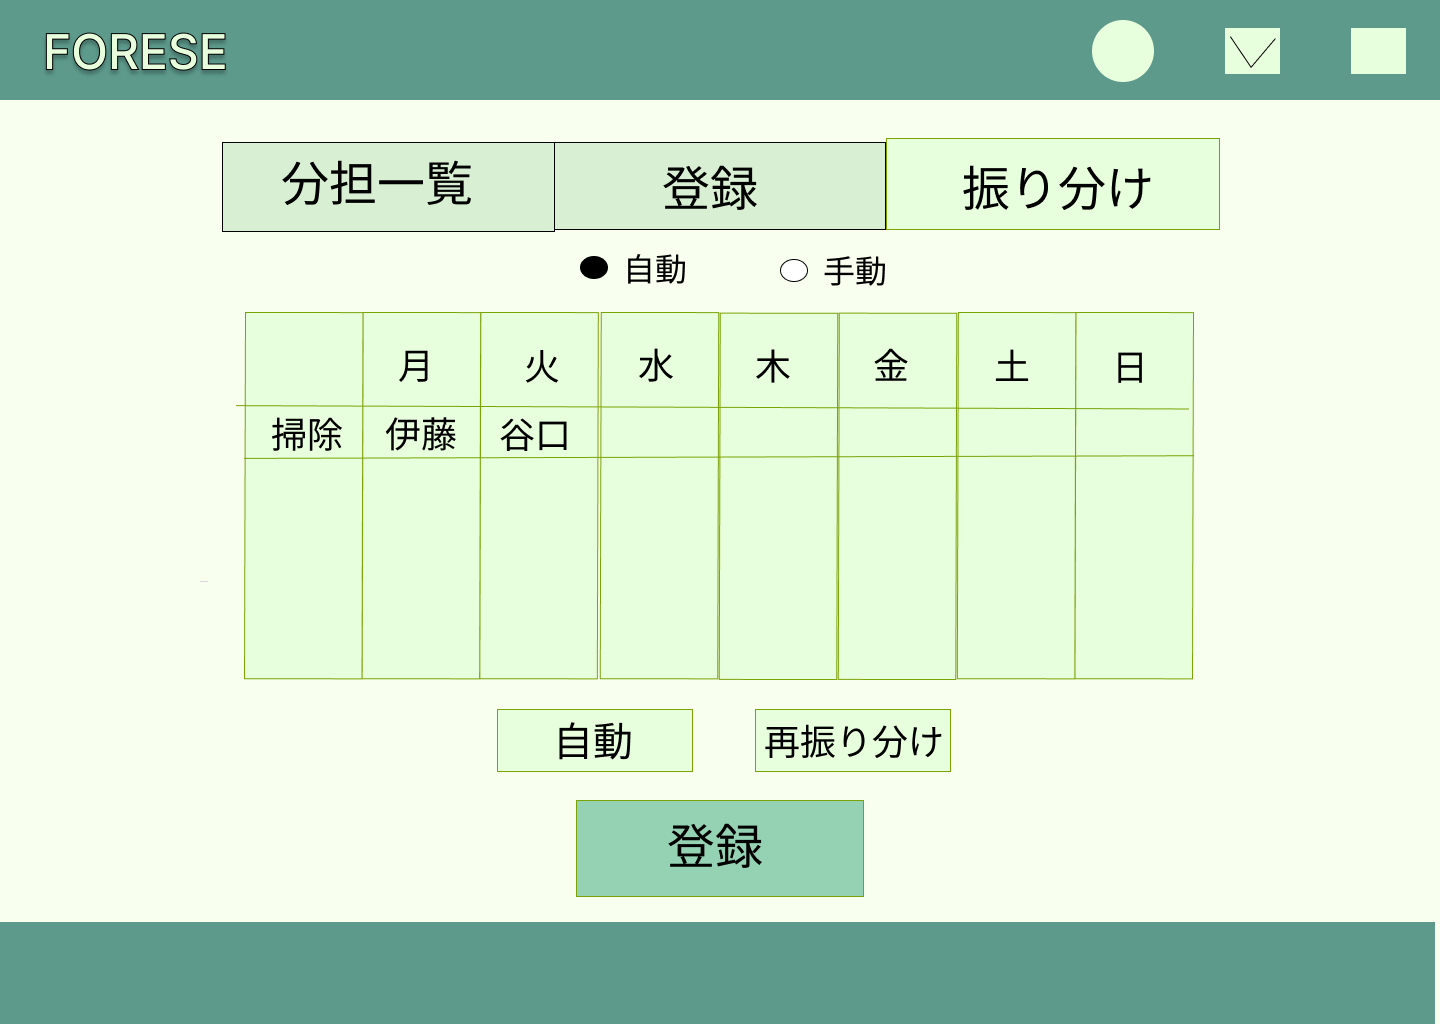 FORESE
分担一覧 登録 振り分け
自動 手動
月 火 水 木 金 土 日
掃除 伊藤 谷口
自動 再振り分け
登録